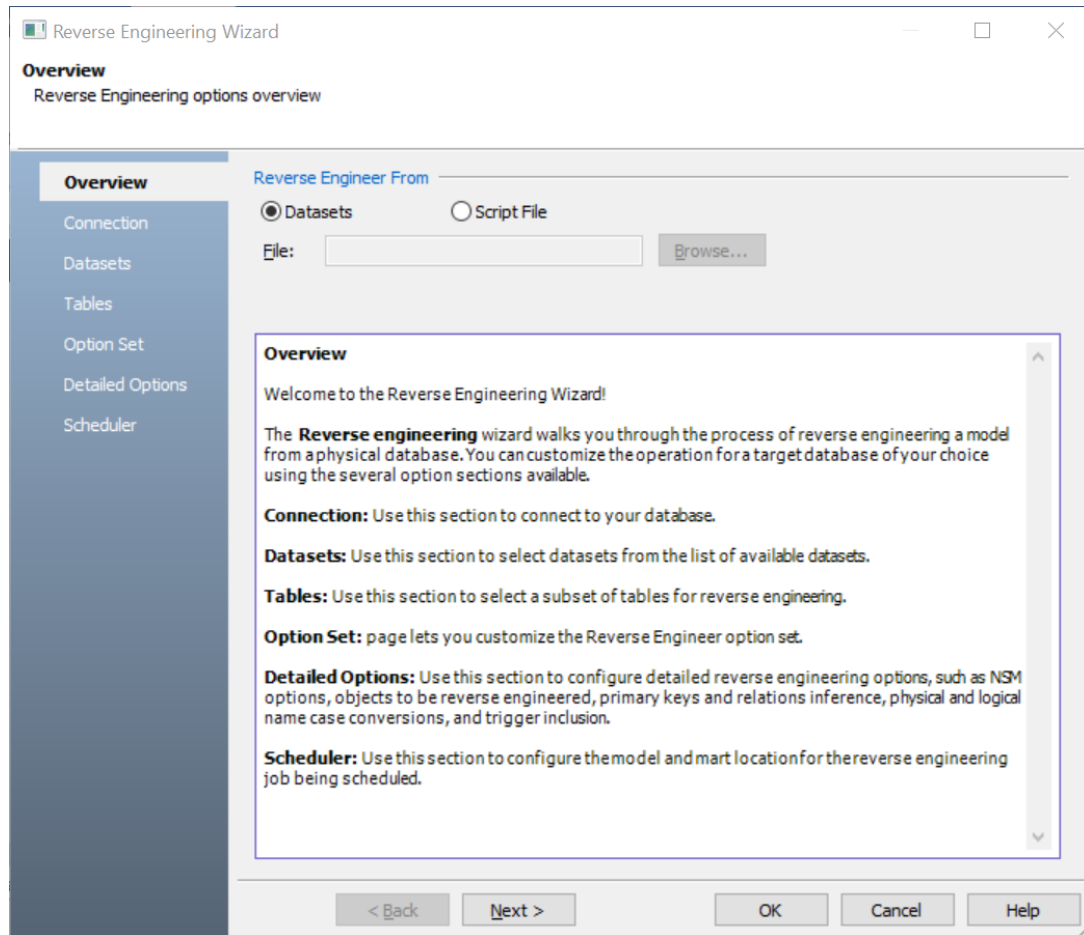 Reverse Engineering Wizard
Overview
Reverse Engineering options overview
Overview
Connection
Datasets
Tables
Option Set
Detailed Options
Scheduler
Reverse Engineer From
Datasets
Script File
File:
Browse...
Overview
Welcome to the Reverse Engineering Wizard!
The Reverse engineering wizard walks you through the process of reverse engineering a model
from a physical database. You can customize the operation for a target database of your choice
using the several option sections available.
Connection: Use this section to connect to your database.
Datasets: Use this section to select datasets from the list of available datasets.
Tables: Use this section to select a subset of tables for reverse engineering.
Option Set: page lets you customize the Reverse Engineer option set.
Detailed Options: Use this section to configure detailed reverse engineering options, such as NSM
options, objects to be reverse engineered, primary keys and relations inference, physical and logical
name case conversions, and trigger inclusion.
Scheduler: Use this section to configure the model and mart location for the reverse engineering
job being scheduled.
< Back
Next >
OK
Cancel
Help